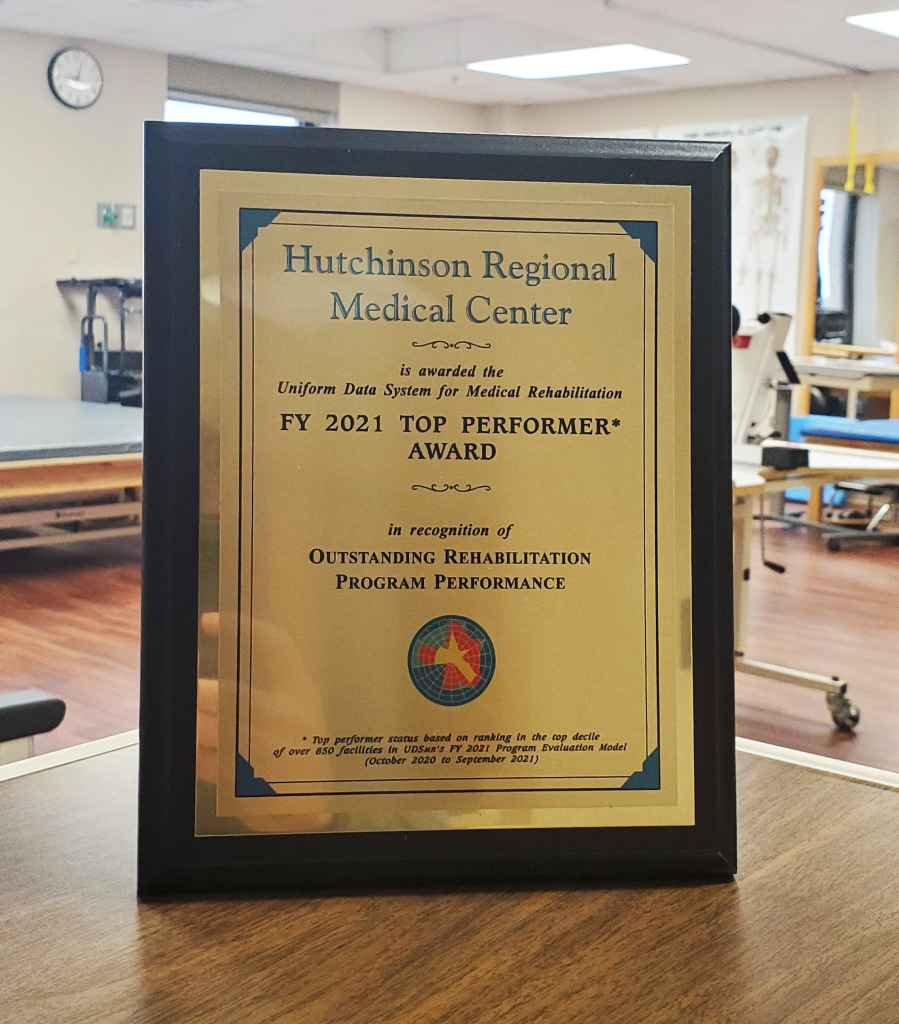 Hutchinson Regional
Medical Center
is awarded the
Uniform Data System for Medical Rehabilitation
FY 2021 TOP PERFORMER*
AWARD
in recognition of
OUTSTANDING REHABILITATION
PROGRAM PERFORMANCE
* Top performer status based on ranking in the top decile
of over 850 facilities in UDSMR's FY 2021 Program Evaluation Model
(October 2020 to September 2021)